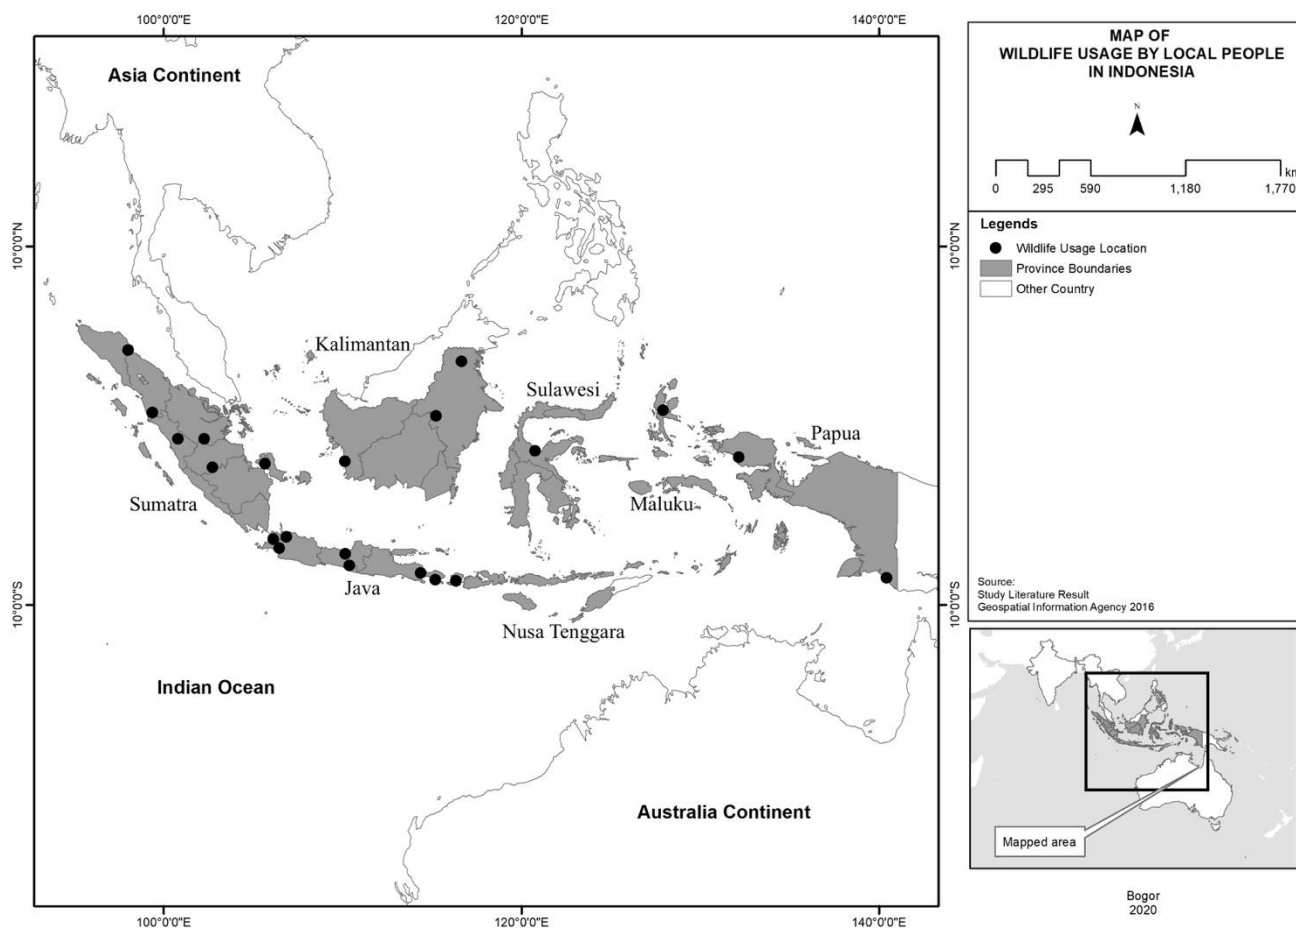 100°0'0"E
120°0'0"E
140°0'0"E
10°0'0"N
10°0'0"S
Asia Continent
Kalimantan
Sulawesi
Papua
Sumatra
Maluku
Java
Nusa Tenggara
Indian Ocean
Australia Continent
10°0'0"N
10°0'0"S
100°0'0"E
120°0'0"E
140°0'0"E
MAP OF
WILDLIFE USAGE BY LOCAL PEOPLE
IN INDONESIA
N
km
0 295 590 1,180 1,770
Legends
Wildlife Usage Location
Province Boundaries
Other Country
Source:
Study Literature Result
Geospatial Information Agency 2016
Mapped area
Bogor
2020